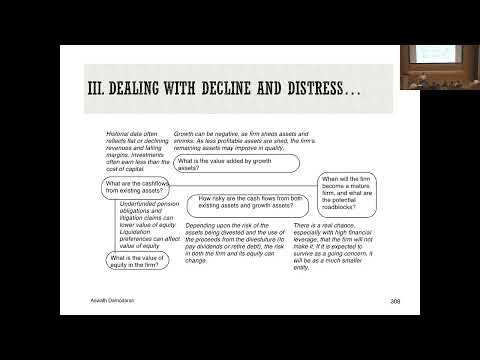 III. DEALING WITH DECLINE AND DISTRESS...
Historial data often
reflects flat or declining
revenues and falling
margins. Investments
often earn less than the
cost of capital.
Growth can be negative, as firm sheds assets and
shrinks. As less profitable assets are shed, the firm's
remaining assets may improve in quality.
What is the value added by growth
assets?
What are the cashflows
from existing assets?
How risky are the cash flows from both
existing assets and growth assets?
When will the firm
become a mature
firm, and what are
the potential
roadblocks?
Underfunded pension
obligations and
litigation claims can
lower value of equity.
Liquidation
preferences can affect
value of equity
What is the value of
equity in the firm?
Depending upon the risk of the
assets being divested and the use of
the proceeds from the divestuture (to
pay dividends or retire debt), the risk
in both the firm and its equity can
change.
There is a real chance,
especially with high financial
leverage, that the firm will not
make it. If it is expected to
survive as a going concern, it
will be as a much smaller
entity.
Aswath Damodaran
308